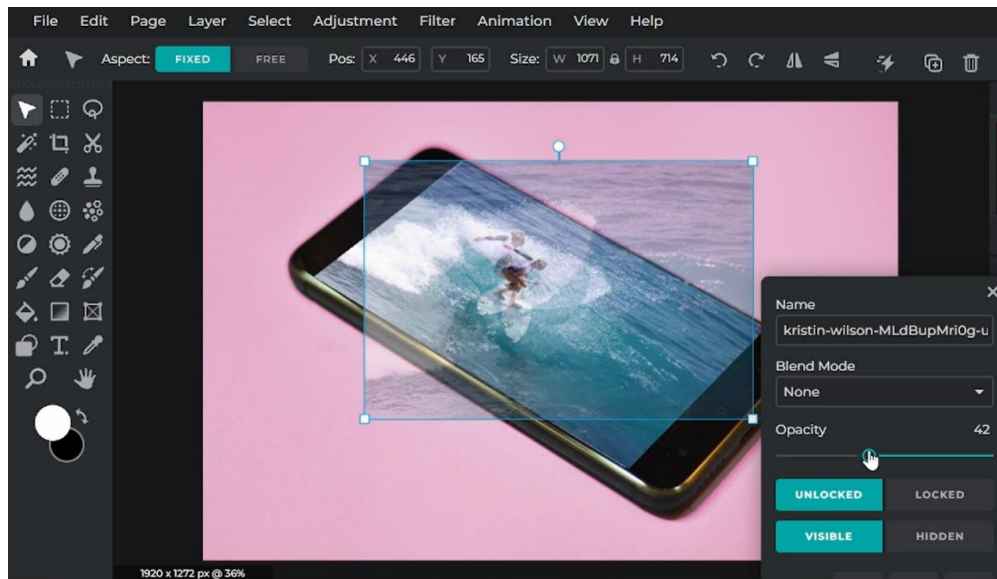 File Edit Page Layer Select Adjustment Filter Animation View Help
Aspect: FIXED FREE Pos: X 446 Y 165 Size: W 1071 H 714
Name
kristin-wilson-MLdBupMri0g-u
Blend Mode
None
Opacity 42
UNLOCKED LOCKED
VISIBLE HIDDEN
1920 x 1272 px @ 36%